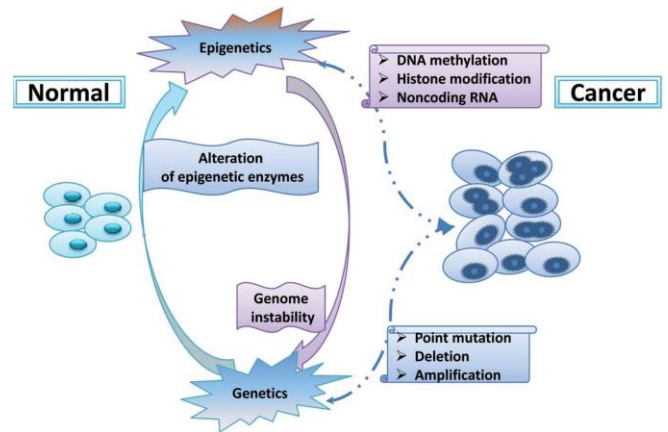 Epigenetics
DNA methylation
Histone modification
Noncoding RNA
Normal
Cancer
Alteration
of epigenetic enzymes
Genome
instability
Point mutation
Deletion
Amplification
Genetics